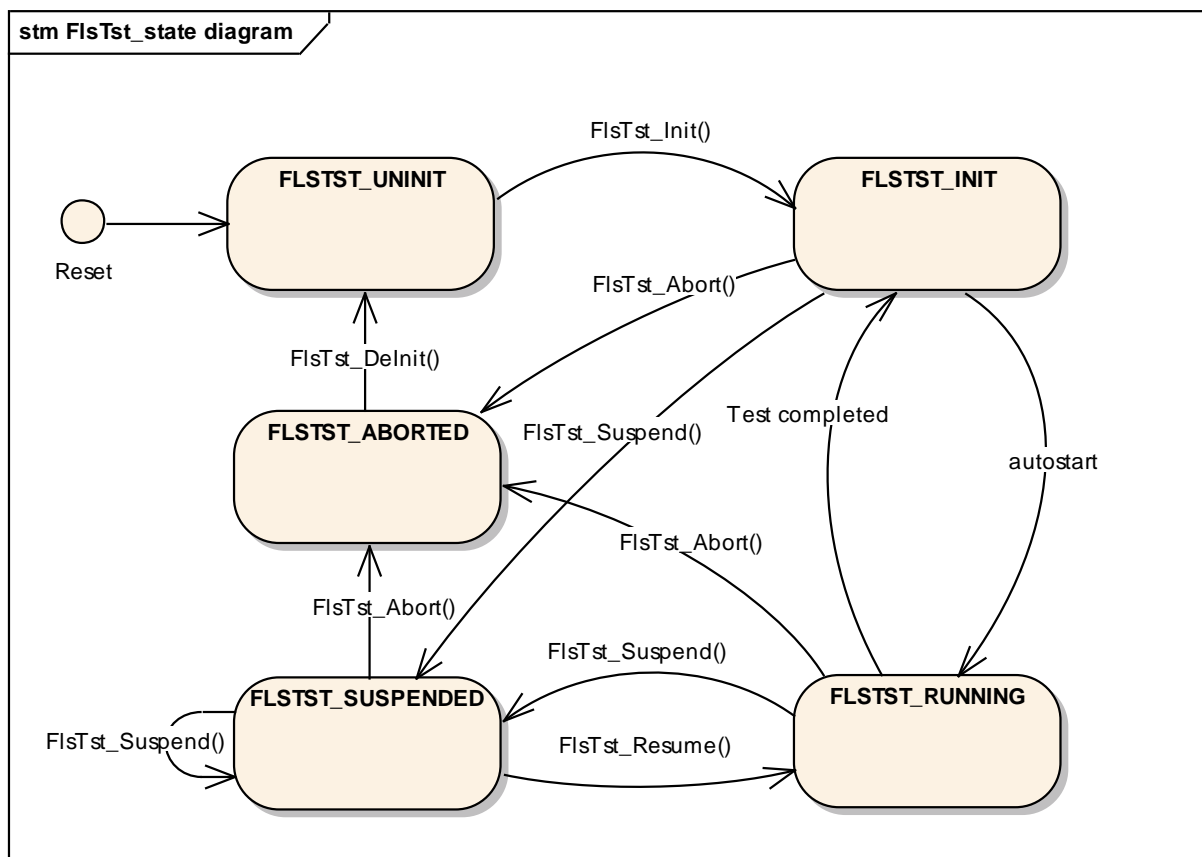 stm FlsTst_state diagram
FlsTst_Init()
FLSTST_UNINIT
FLSTST_INIT
Reset
FlsTst_Abort()
FlsTst_DeInit()
Test completed
FLSTST_ABORTED
FlsTst_Suspend()
autostart
FlsTst_Abort()
FlsTst_Abort()
FlsTst_Suspend()
FLSTST_SUSPENDED
FLSTST_RUNNING
FlsTst_Suspend()
FlsTst_Resume()